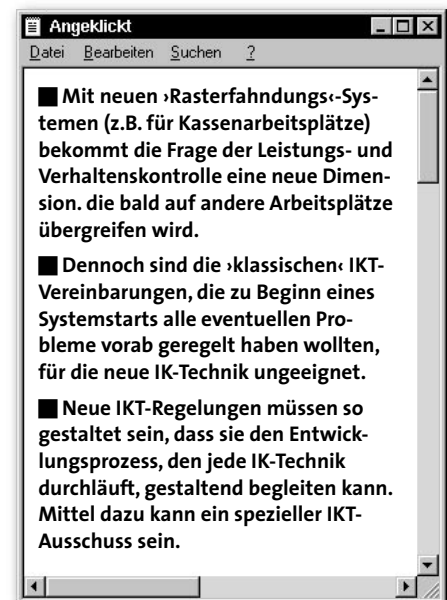 Angeklickt
Datei Bearbeiten Suchen ?
Mit neuen ›Rasterfahndungs‹-Sys-
temen (z.B. für Kassenarbeitsplätze)
bekommt die Frage der Leistungs- und
Verhaltenskontrolle eine neue Dimen-
sion. die bald auf andere Arbeitsplätze
übergreifen wird.
Dennoch sind die ›klassischen‹ IKT-
Vereinbarungen, die zu Beginn eines
Systemstarts alle eventuellen Pro-
bleme vorab geregelt haben wollten,
für die neue IK-Technik ungeeignet.
Neue IKT-Regelungen müssen so
gestaltet sein, dass sie den Entwick-
lungsprozess, den jede IK-Technik
durchläuft, gestaltend begleiten kann.
Mittel dazu kann ein spezieller IKT-
Ausschuss sein.